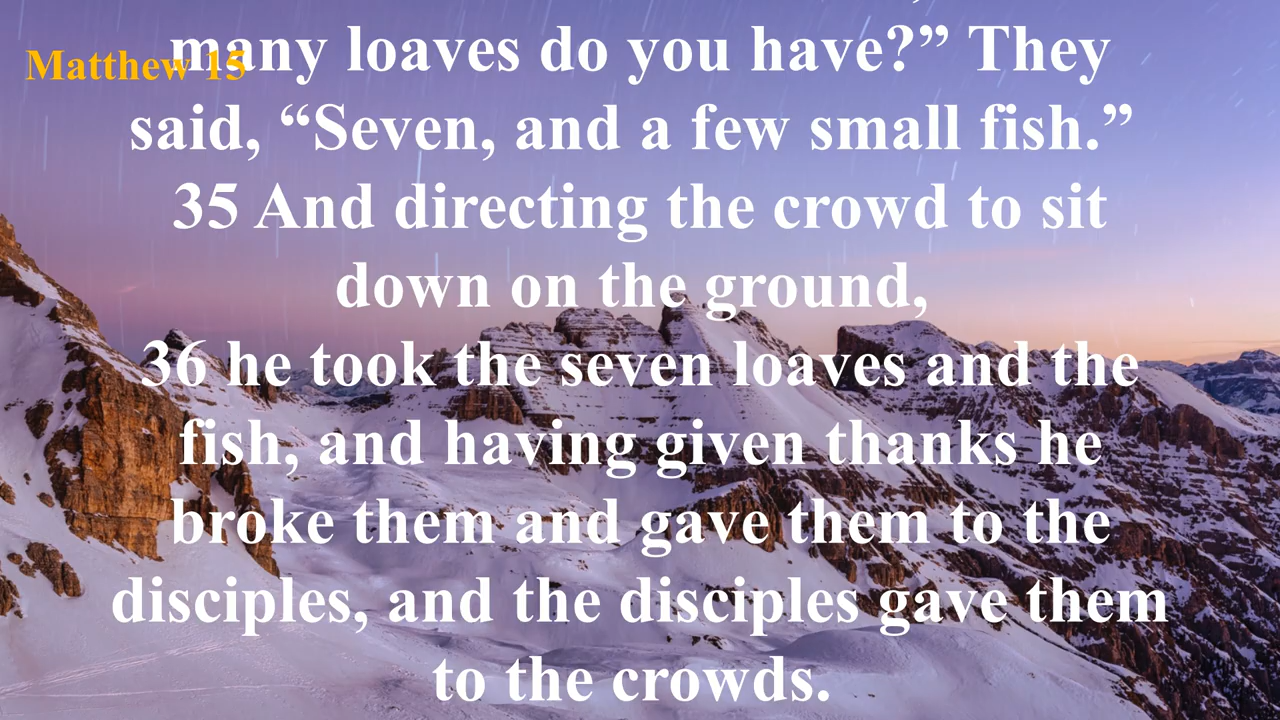 Matthew 15
many loaves do you have?” They
said, “Seven, and a few small fish.”
35 And directing the crowd to sit
down on the ground,
36 he took the seven loaves and the
fish, and having given thanks he
broke them and gave them to the
disciples, and the disciples gave them
to the crowds.